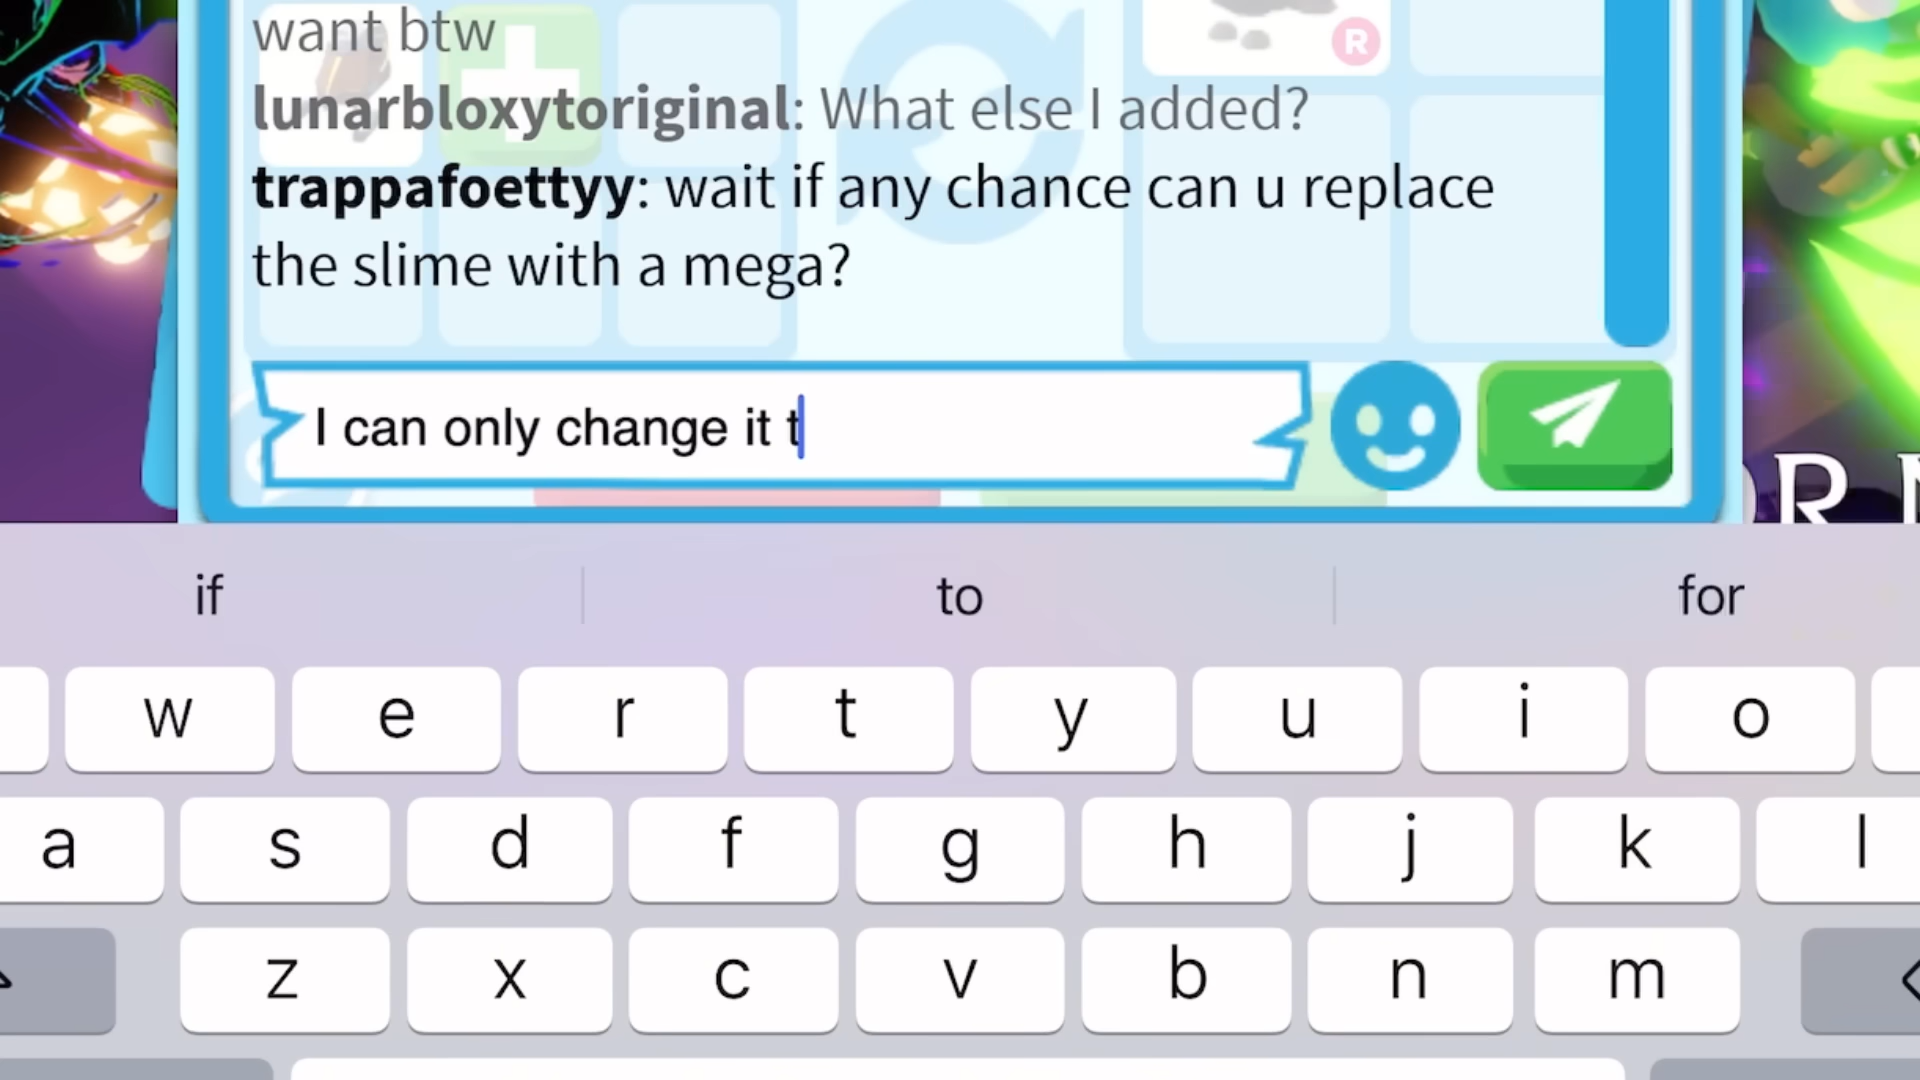 want btw
R
lunarbloxytoriginal: What else I added?
trappafoettyy: wait if any chance can u replace
the slime with a mega?
I can only change it t
OR
if to for
w e r t y u i o
a s d f g h j k l
z x c v b n m